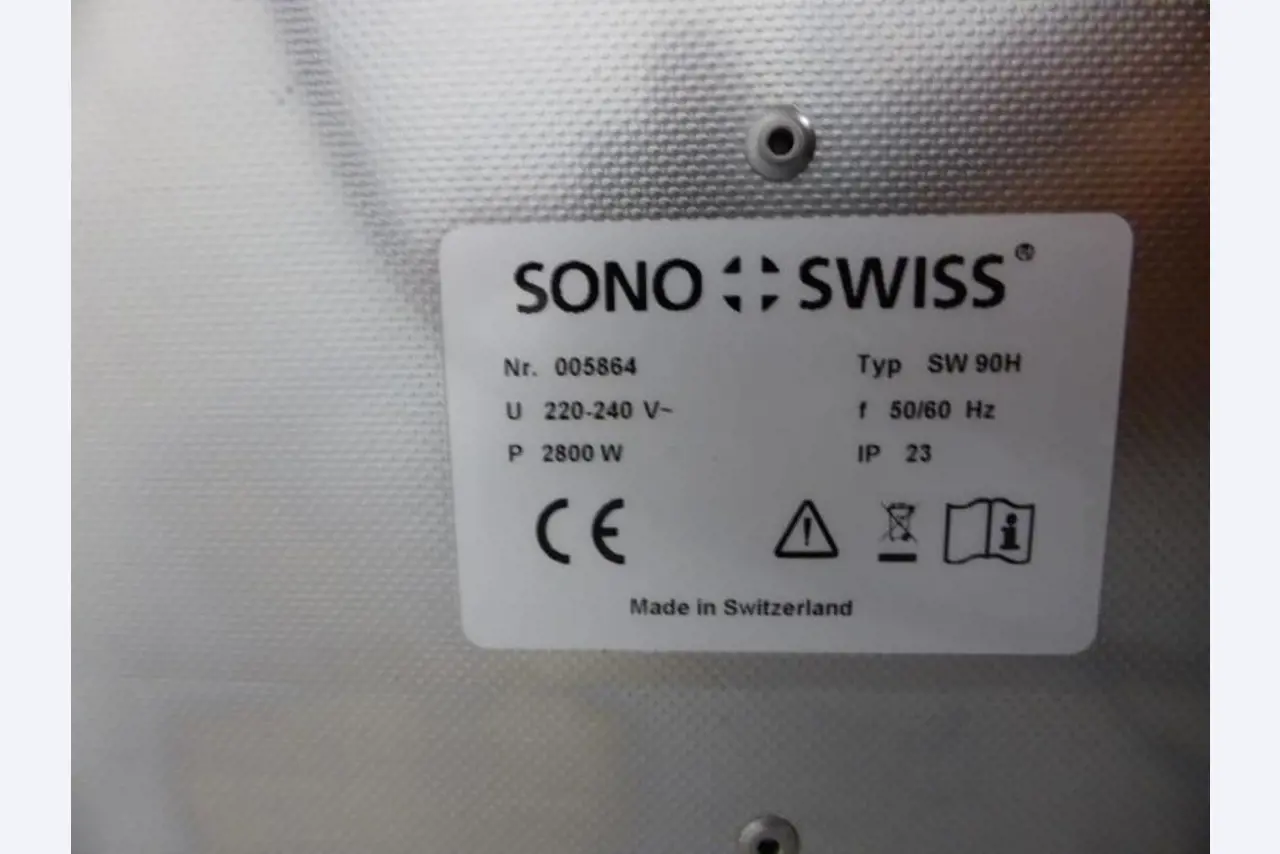 SONO SWISS®
Nr. 005864 Typ SW 90H
U 220-240 V~ f 50/60 Hz
P 2800 W IP 23
CE
Made in Switzerland